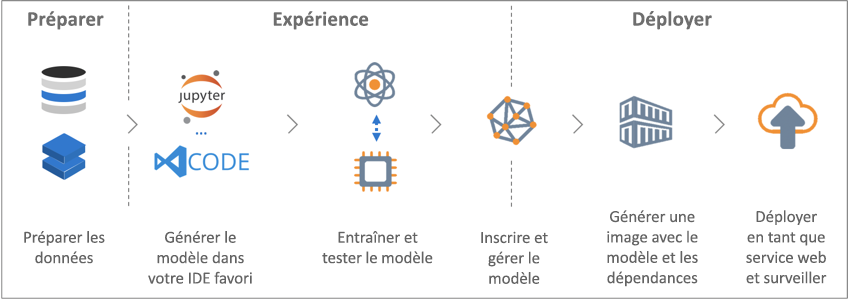 Préparer
Expérience
Déployer
jupyter
...
CODE
Préparer les
données
Générer le
modèle dans
votre IDE favori
Entraîner et
tester le modèle
Inscrire et
gérer le
modèle
Générer une
image avec le
modèle et les
dépendances
Déployer
en tant que
service web
et surveiller